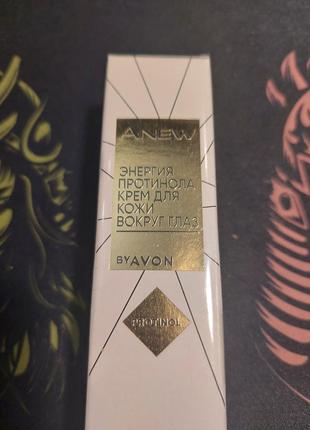 ANEW
ЭНЕРГИЯ
ПРОТИНОЛА
КРЕМ ДЛЯ
КОЖИ
ВОКРУГ ГЛАЗ
BY AVON
PROTINOL